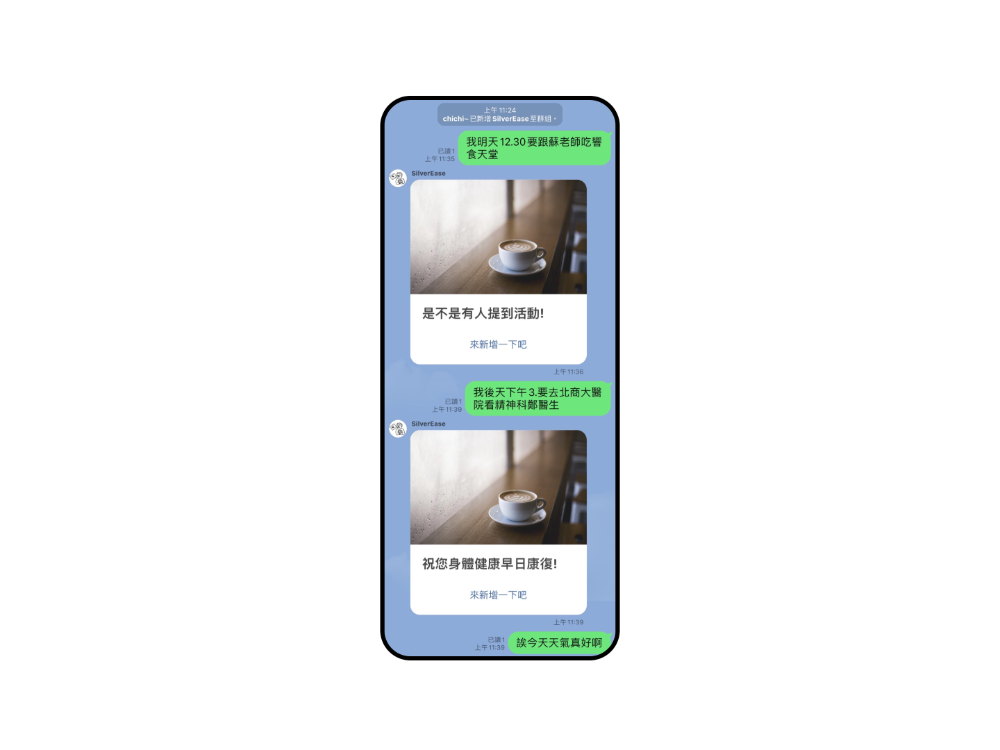 上午 11:24
chichi~ 已新增 SilverEase 至群組。
我明天 12.30 要跟蘇老師吃饗
食天堂
已讀 1
上午 11:35
SilverEase
是不是有人提到活動!
來新增一下吧
上午 11:36
我後天下午 3.要去北商大醫
院看精神科鄭醫生
已讀 1
上午 11:39
SilverEase
祝您身體健康早日康復!
來新增一下吧
上午 11:39
誒今天天氣真好啊
已讀 1
上午 11:39